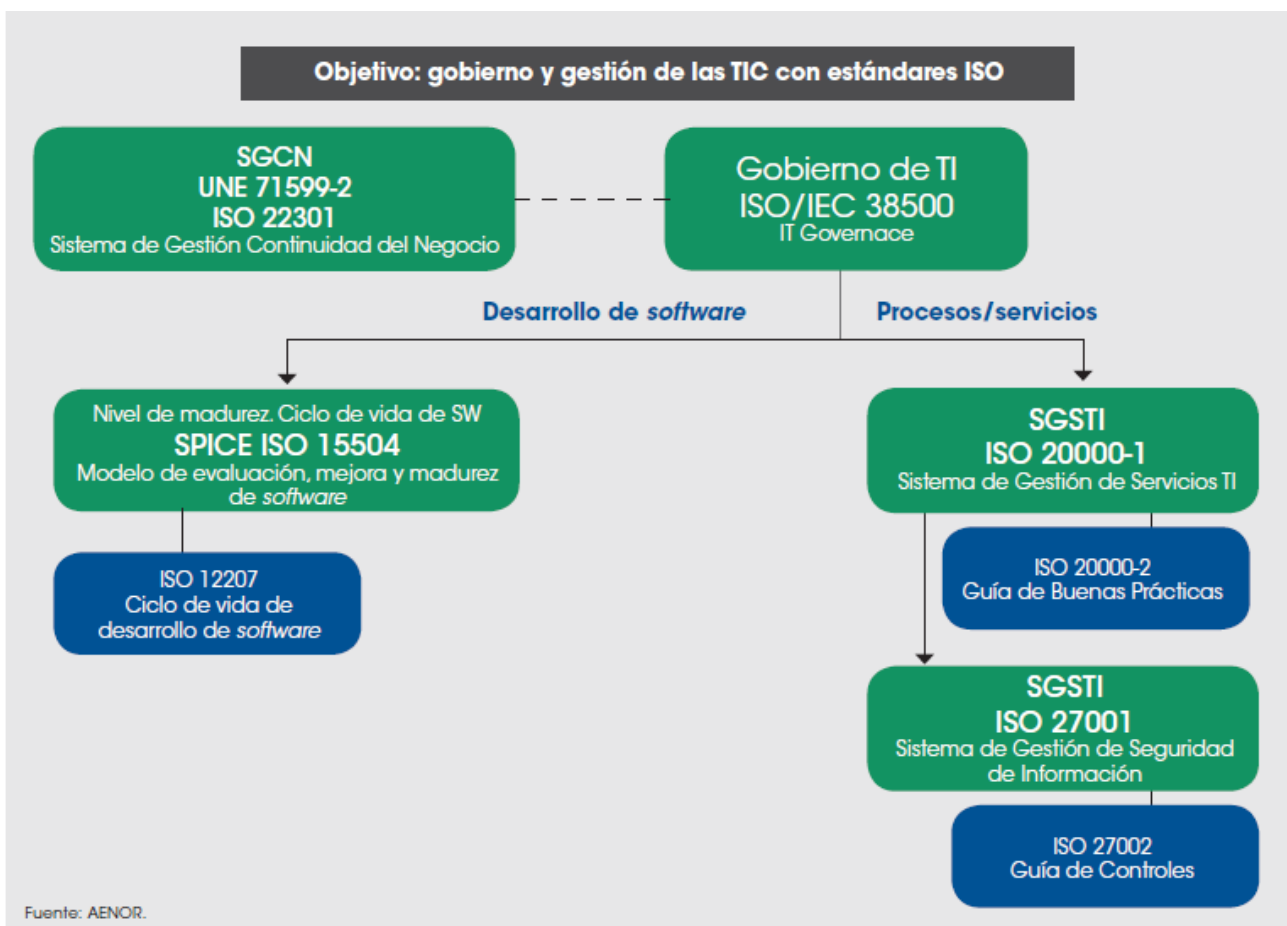 Objetivo: gobierno y gestión de las TIC con estándares ISO
SGCN
UNE 71599-2
ISO 22301
Sistema de Gestión Continuidad del Negocio
Gobierno de TI
ISO/IEC 38500
IT Governace
Desarrollo de software
Procesos/servicios
Nivel de madurez. Ciclo de vida de SW
SPICE ISO 15504
Modelo de evaluación, mejora y madurez
de software
ISO 12207
Ciclo de vida de
desarrollo de software
SGSTI
ISO 20000-1
Sistema de Gestión de Servicios TI
ISO 20000-2
Guía de Buenas Prácticas
SGSTI
ISO 27001
Sistema de Gestión de Seguridad
de Información
ISO 27002
Guía de Controles
Fuente: AENOR.